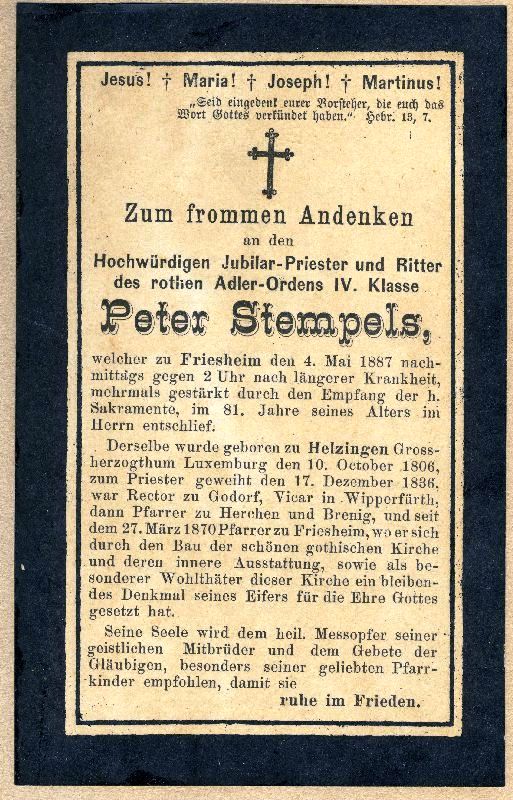 Jesus! † Maria! † Joseph! † Martinus!
„Seid eingedenk eurer Vorsteher, die euch das
Wort Gottes verkündet haben.“ Hebr. 13, 7.
Zum frommen Andenken
an den
Hochwürdigen Jubilar-Priester und Ritter
des rothen Adler-Ordens IV. Klasse
Peter Stempels,
welcher zu Friesheim den 4. Mai 1887 nach-
mittags gegen 2 Uhr nach längerer Krankheit,
mehrmals gestärkt durch den Empfang der h.
Sakramente, im 81. Jahre seines Alters im
Herrn entschlief.
Derselbe wurde geboren zu Helzingen Gross-
herzogthum Luxemburg den 10. October 1806,
zum Priester geweiht den 17. Dezember 1836,
war Rector zu Godorf, Vicar in Wipperfürth,
dann Pfarrer zu Herchen und Brenig, und seit
dem 27. März 1870 Pfarrer zu Friesheim, wo er sich
durch den Bau der schönen gothischen Kirche
und deren innere Ausstattung, sowie als be-
sonderer Wohlthäter dieser Kirche ein bleiben-
des Denkmal seines Eifers für die Ehre Gottes
gesetzt hat.
Seine Seele wird dem heil. Messopfer seiner
geistlichen Mitbrüder und dem Gebete der
Gläubigen, besonders seiner geliebten Pfarr-
kinder empfohlen, damit sie
ruhe im Frieden.